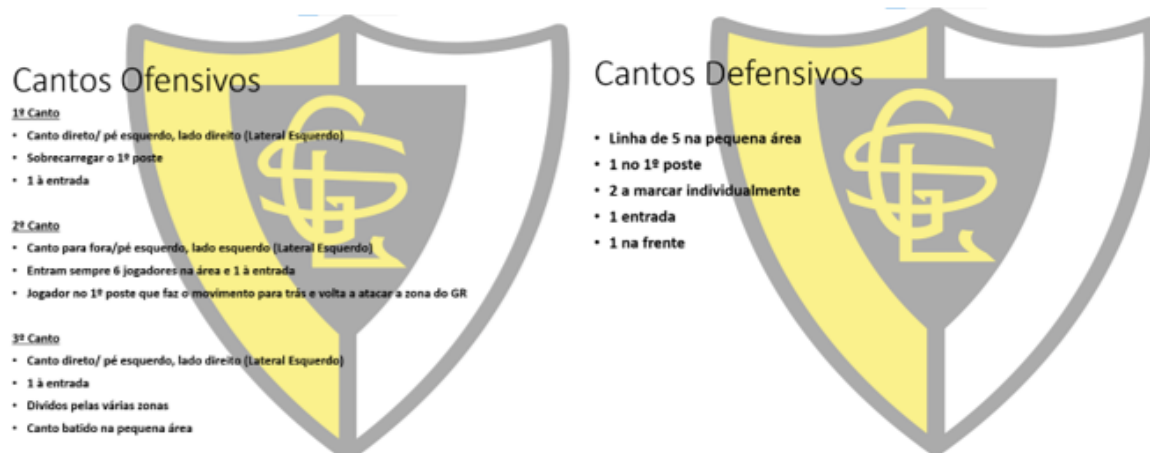 Cantos Ofensivos
1º Canto
• Canto direto/ pé esquerdo, lado direito (Lateral Esquerdo)
• Sobrecarregar o 1º poste
• 1 à entrada
2º Canto
• Canto para fora/pé esquerdo, lado esquerdo (Lateral Esquerdo)
• Entram sempre 6 jogadores na área e 1 à entrada
• Jogador no 1º poste que faz o movimento para trás e volta a atacar a zona do GR
3º Canto
• Canto direto/ pé esquerdo, lado direito (Lateral Esquerdo)
• 1 à entrada
• Dividos pelas várias zonas
• Canto batido na pequena área
Cantos Defensivos
• Linha de 5 na pequena área
• 1 no 1º poste
• 2 a marcar individualmente
• 1 entrada
• 1 na frente